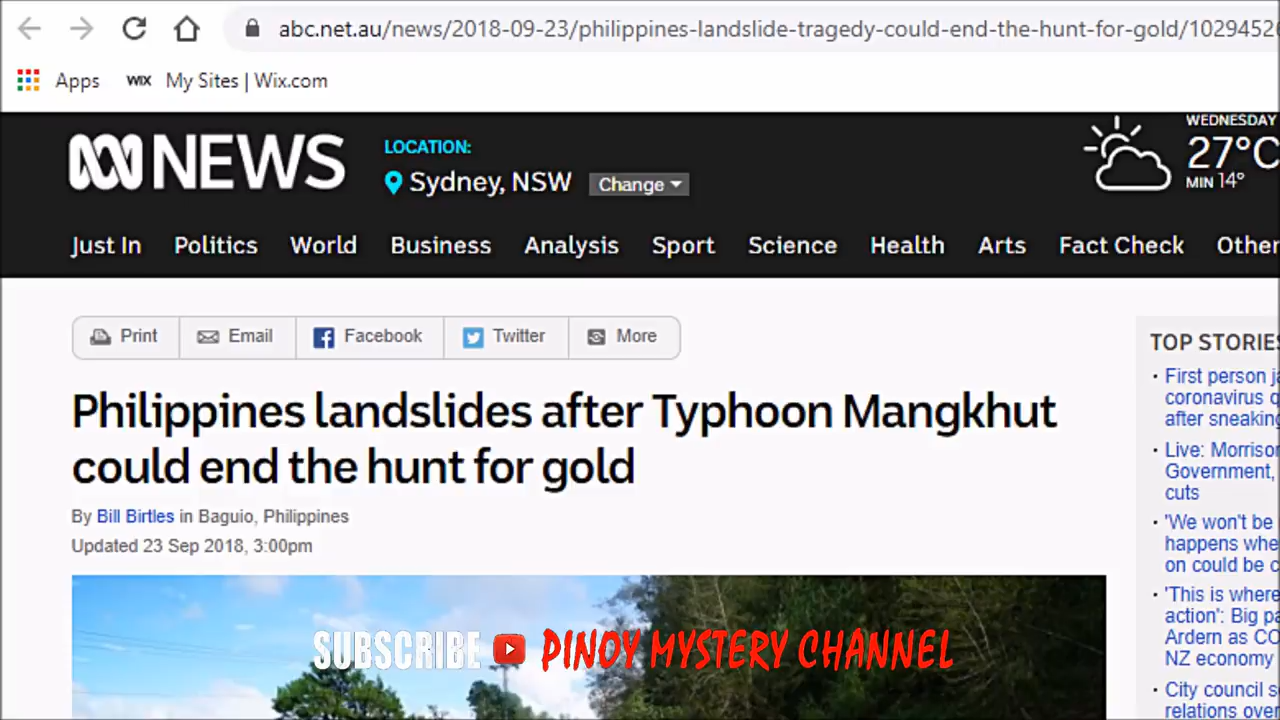 abc.net.au/news/2018-09-23/philippines-landslide-tragedy-could-end-the-hunt-for-gold/1029452
Apps WIX My Sites | Wix.com
NEWS
LOCATION:
Sydney, NSW Change
WEDNESDAY
27°C
MIN 14°
Just In Politics World Business Analysis Sport Science Health Arts Fact Check Other
Print Email Facebook Twitter More
Philippines landslides after Typhoon Mangkhut
could end the hunt for gold
By Bill Birtles in Baguio, Philippines
Updated 23 Sep 2018, 3:00pm
TOP STORIES
First person
coronavirus
after sneaking
Live: Morrison
Government,
cuts
'We won't be
happens
on could be
'This is where
action': Big
Ardern as
NZ economy
City council
relations over
SUBSCRIBE PINOY MYSTERY CHANNEL